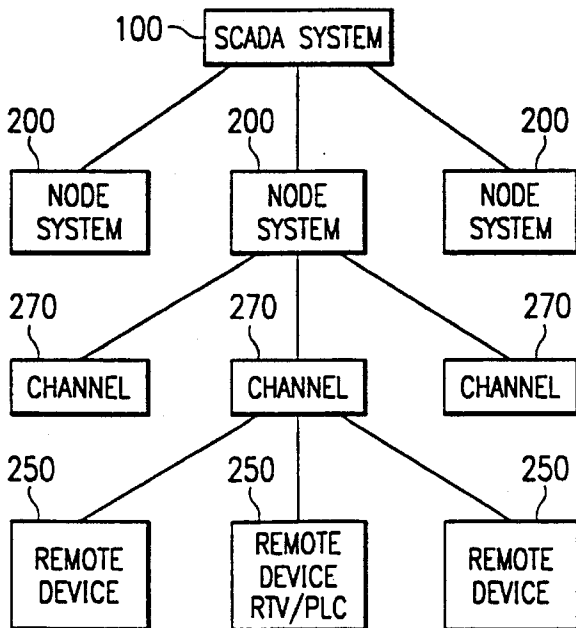 100 SCADA SYSTEM
200 200 200
NODE SYSTEM NODE SYSTEM NODE SYSTEM
270 270 270
CHANNEL CHANNEL CHANNEL
250 250 250
REMOTE DEVICE REMOTE DEVICE RTV/PLC REMOTE DEVICE